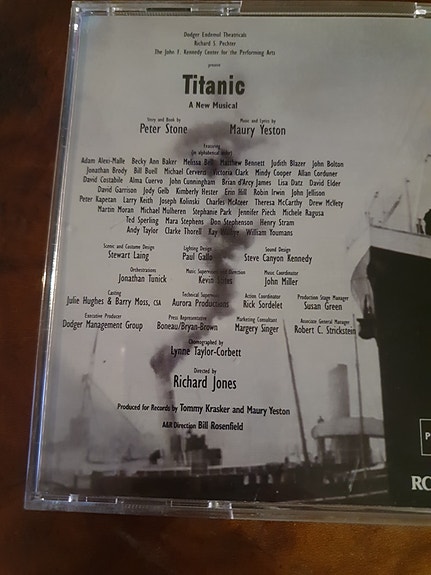 Dodger Endemol Theatricals
Richard S. Pechter
The John F. Kennedy Center for the Performing Arts
present
Titanic
A New Musical
Story and Book by
Peter Stone
Music and Lyrics by
Maury Yeston
Featuring
(in alphabetical order)
Adam Alexi-Malle Becky Ann Baker Melissa Bell Matthew Bennett Judith Blazer John Bolton
Jonathan Brody Bill Buell Michael Cerveris Victoria Clark Mindy Cooper Allan Corduner
David Costabile Alma Cuervo John Cunningham Brian d'Arcy James Lisa Datz David Elder
David Garrison Jody Gelb Kimberly Hester Erin Hill Robin Irwin John Jellison
Peter Kapetan Larry Keith Joseph Kolinski Charles McAteer Theresa McCarthy Drew McVety
Martin Moran Michael Mulheren Stephanie Park Jennifer Piech Michele Ragusa
Ted Sperling Mara Stephens Don Stephenson Henry Stram
Andy Taylor Clarke Thorell Kay William Youmans
Scenic and Costume Design
Stewart Laing
Lighting Design
Paul Gallo
Sound Design
Steve Canyon Kennedy
Orchestrations
Jonathan Tunick
Music Supervision and Direction
Kevin Stites
Music Coordinator
John Miller
Casting
Julie Hughes & Barry Moss, CSA
Technical Supervisor
Aurora Productions
Action Coordinator
Rick Sordelet
Production Stage Manager
Susan Green
Executive Producer
Dodger Management Group
Press Representative
Boneau/Bryan-Brown
Marketing Consultant
Margery Singer
Associate General Manager
Robert C. Strickstein
Choreographed by
Lynne Taylor-Corbett
Directed by
Richard Jones
Produced for Records by Tommy Krasker and Maury Yeston
A&R Direction Bill Rosenfield
P
RC